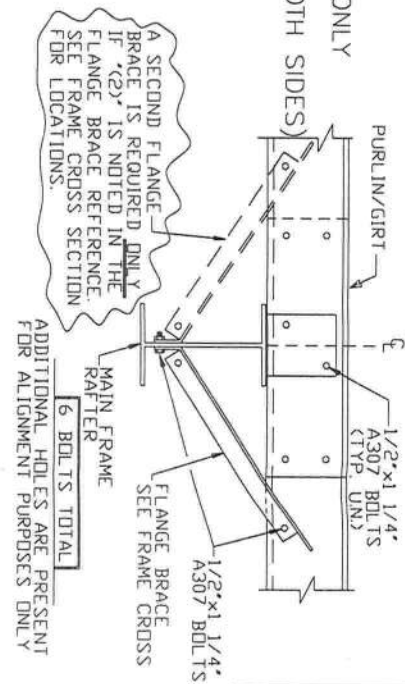 ONLY
OTH SIDES)
PURLIN/GIRT
C
L
1/2"x1 1/4"
A307 BOLTS
(TYP. U.N.)
A SECOND FLANGE
BRACE IS REQUIRED ONLY
IF "(2)" IS NOTED IN THE
FLANGE BRACE REFERENCE.
SEE FRAME CROSS SECTION
FOR LOCATIONS.
MAIN FRAME
RAFTER
1/2"x1 1/4"
A307 BOLTS
FLANGE BRACE
SEE FRAME CROSS
6 BOLTS TOTAL
ADDITIONAL HOLES ARE PRESENT
FOR ALIGNMENT PURPOSES ONLY